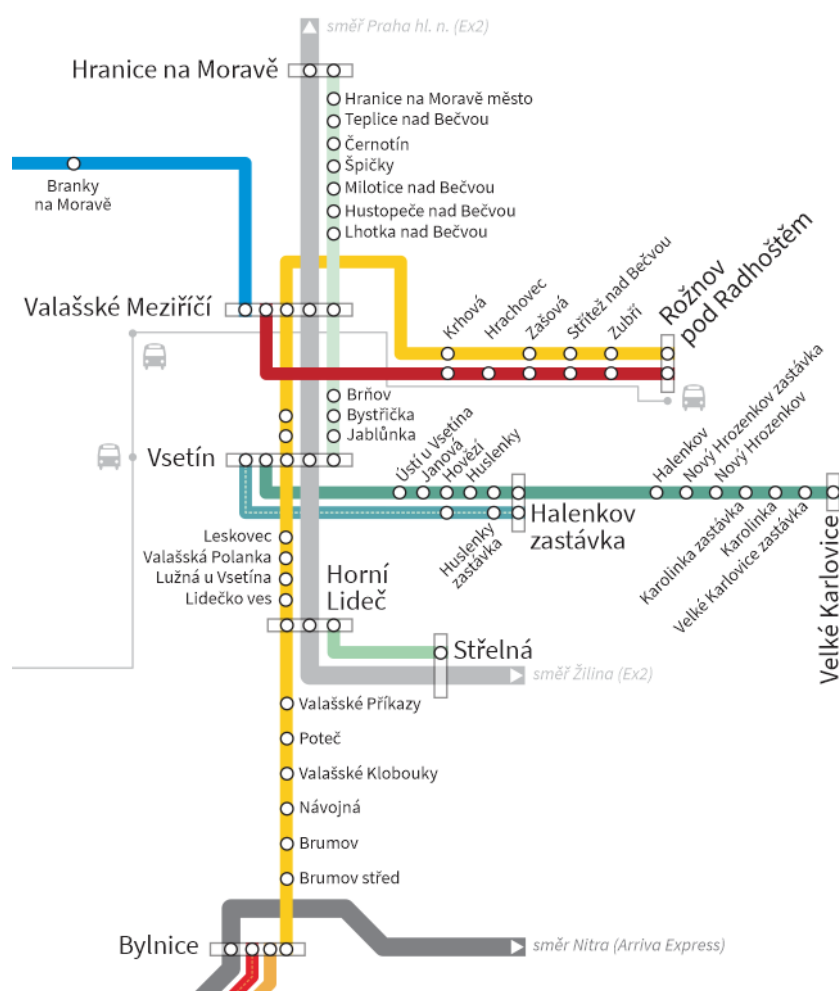 směř Praha hl. n. (Ex2)
Hranice na Moravě
Hranice na Moravě město
Teplice nad Bečvou
Černotín
Špičky
Milotice nad Bečvou
Hustopeče nad Bečvou
Lhotka nad Bečvou
Branky
na Moravě
Valašské Meziříčí
Krhová
Hrachovec
Zašová
Střítež nad Bečvou
Zubří
Rožnov
pod Radhoštěm
Brňov
Bystřička
Jablůnka
Vsetín
Ústí u Vsetína
Janová
Hovězí
Huslenky
Huslenky
zastávka
Halenkov
zastávka
Halenkov
Nový Hrozenkov zastávka
Nový Hrozenkov
Karolinka zastávka
Karolinka
Velké Karlovice zastávka
Velké Karlovice
Leskovec
Valašská Polanka
Lužná u Vsetína
Lidečko ves
Horní
Lideč
Střelná
směř Žilina (Ex2)
Valašské Příkazy
Poteč
Valašské Klobouky
Návojná
Brumov
Brumov střed
Bylnice
směř Nitra (Arriva Express)